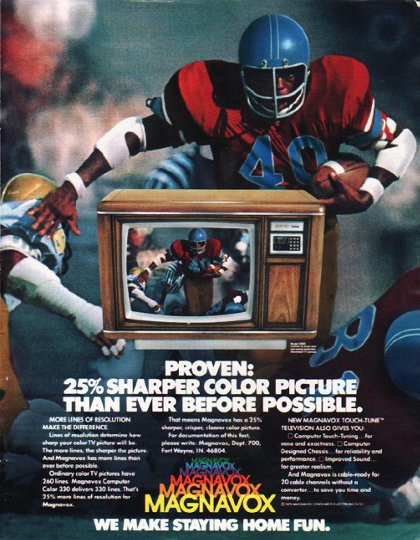 40
PROVEN:
25% SHARPER COLOR PICTURE
THAN EVER BEFORE POSSIBLE.
MORE LINES OF RESOLUTION
MAKE THE DIFFERENCE.
Lines of resolution determine how
sharp your color TV picture will be.
The more lines, the sharper the picture.
And Magnavox has more lines than
ever before possible.
Ordinary color TV pictures have
260 lines. Magnavox Computer
Color 330 delivers 330 lines. That's
25% more lines of resolution for
Magnavox.
That means Magnavox has a 25%
sharper, crisper, clearer color picture.
For documentation of this fact,
please write: Magnavox, Dept. 700,
Fort Wayne, IN. 46804.
MAGNAVOX
MAGNAVOX
MAGNAVOX
MAGNAVOX
MAGNAVOX
NEW MAGNAVOX TOUCH-TUNE™
TELEVISION ALSO GIVES YOU
□ Computer Touch-Tuning...for
ease and exactness. □ Computer
Designed Chassis...for reliability and
performance. □ Improved Sound...
for greater realism.
And Magnavox is cable-ready for
20 cable channels without a
converter...to save you time and
money.
WE MAKE STAYING HOME FUN.